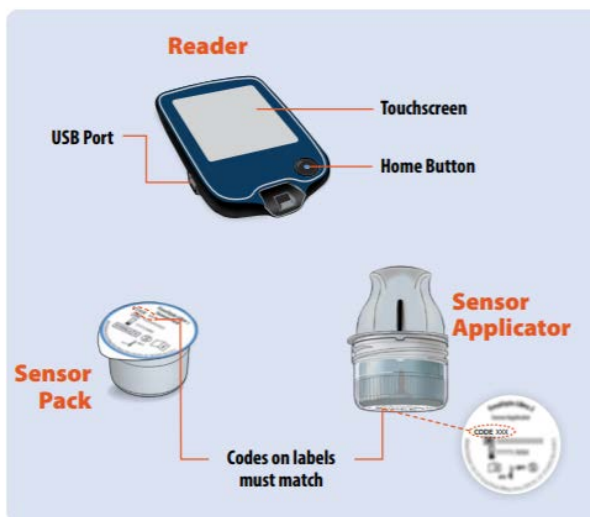 Reader
Touchscreen
USB Port
Home Button
Sensor
Applicator
Sensor
Pack
CODE XXX
Codes on labels
must match